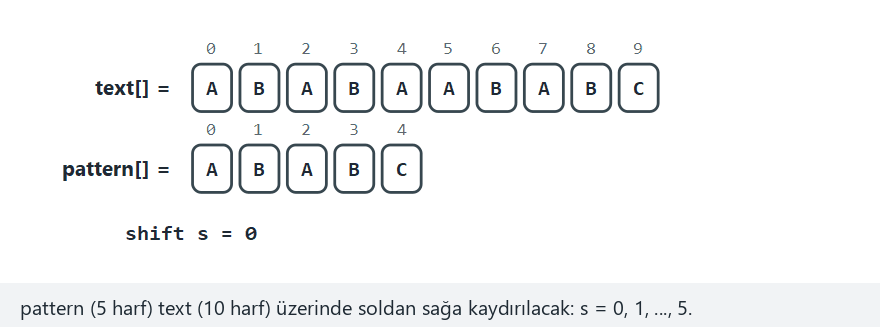 0 1 2 3 4 5 6 7 8 9
text[] = A B A B A A B A B C
0 1 2 3 4
pattern[] = A B A B C
shift s = 0
pattern (5 harf) text (10 harf) üzerinde soldan sağa kaydırılacak: s = 0, 1, ..., 5.